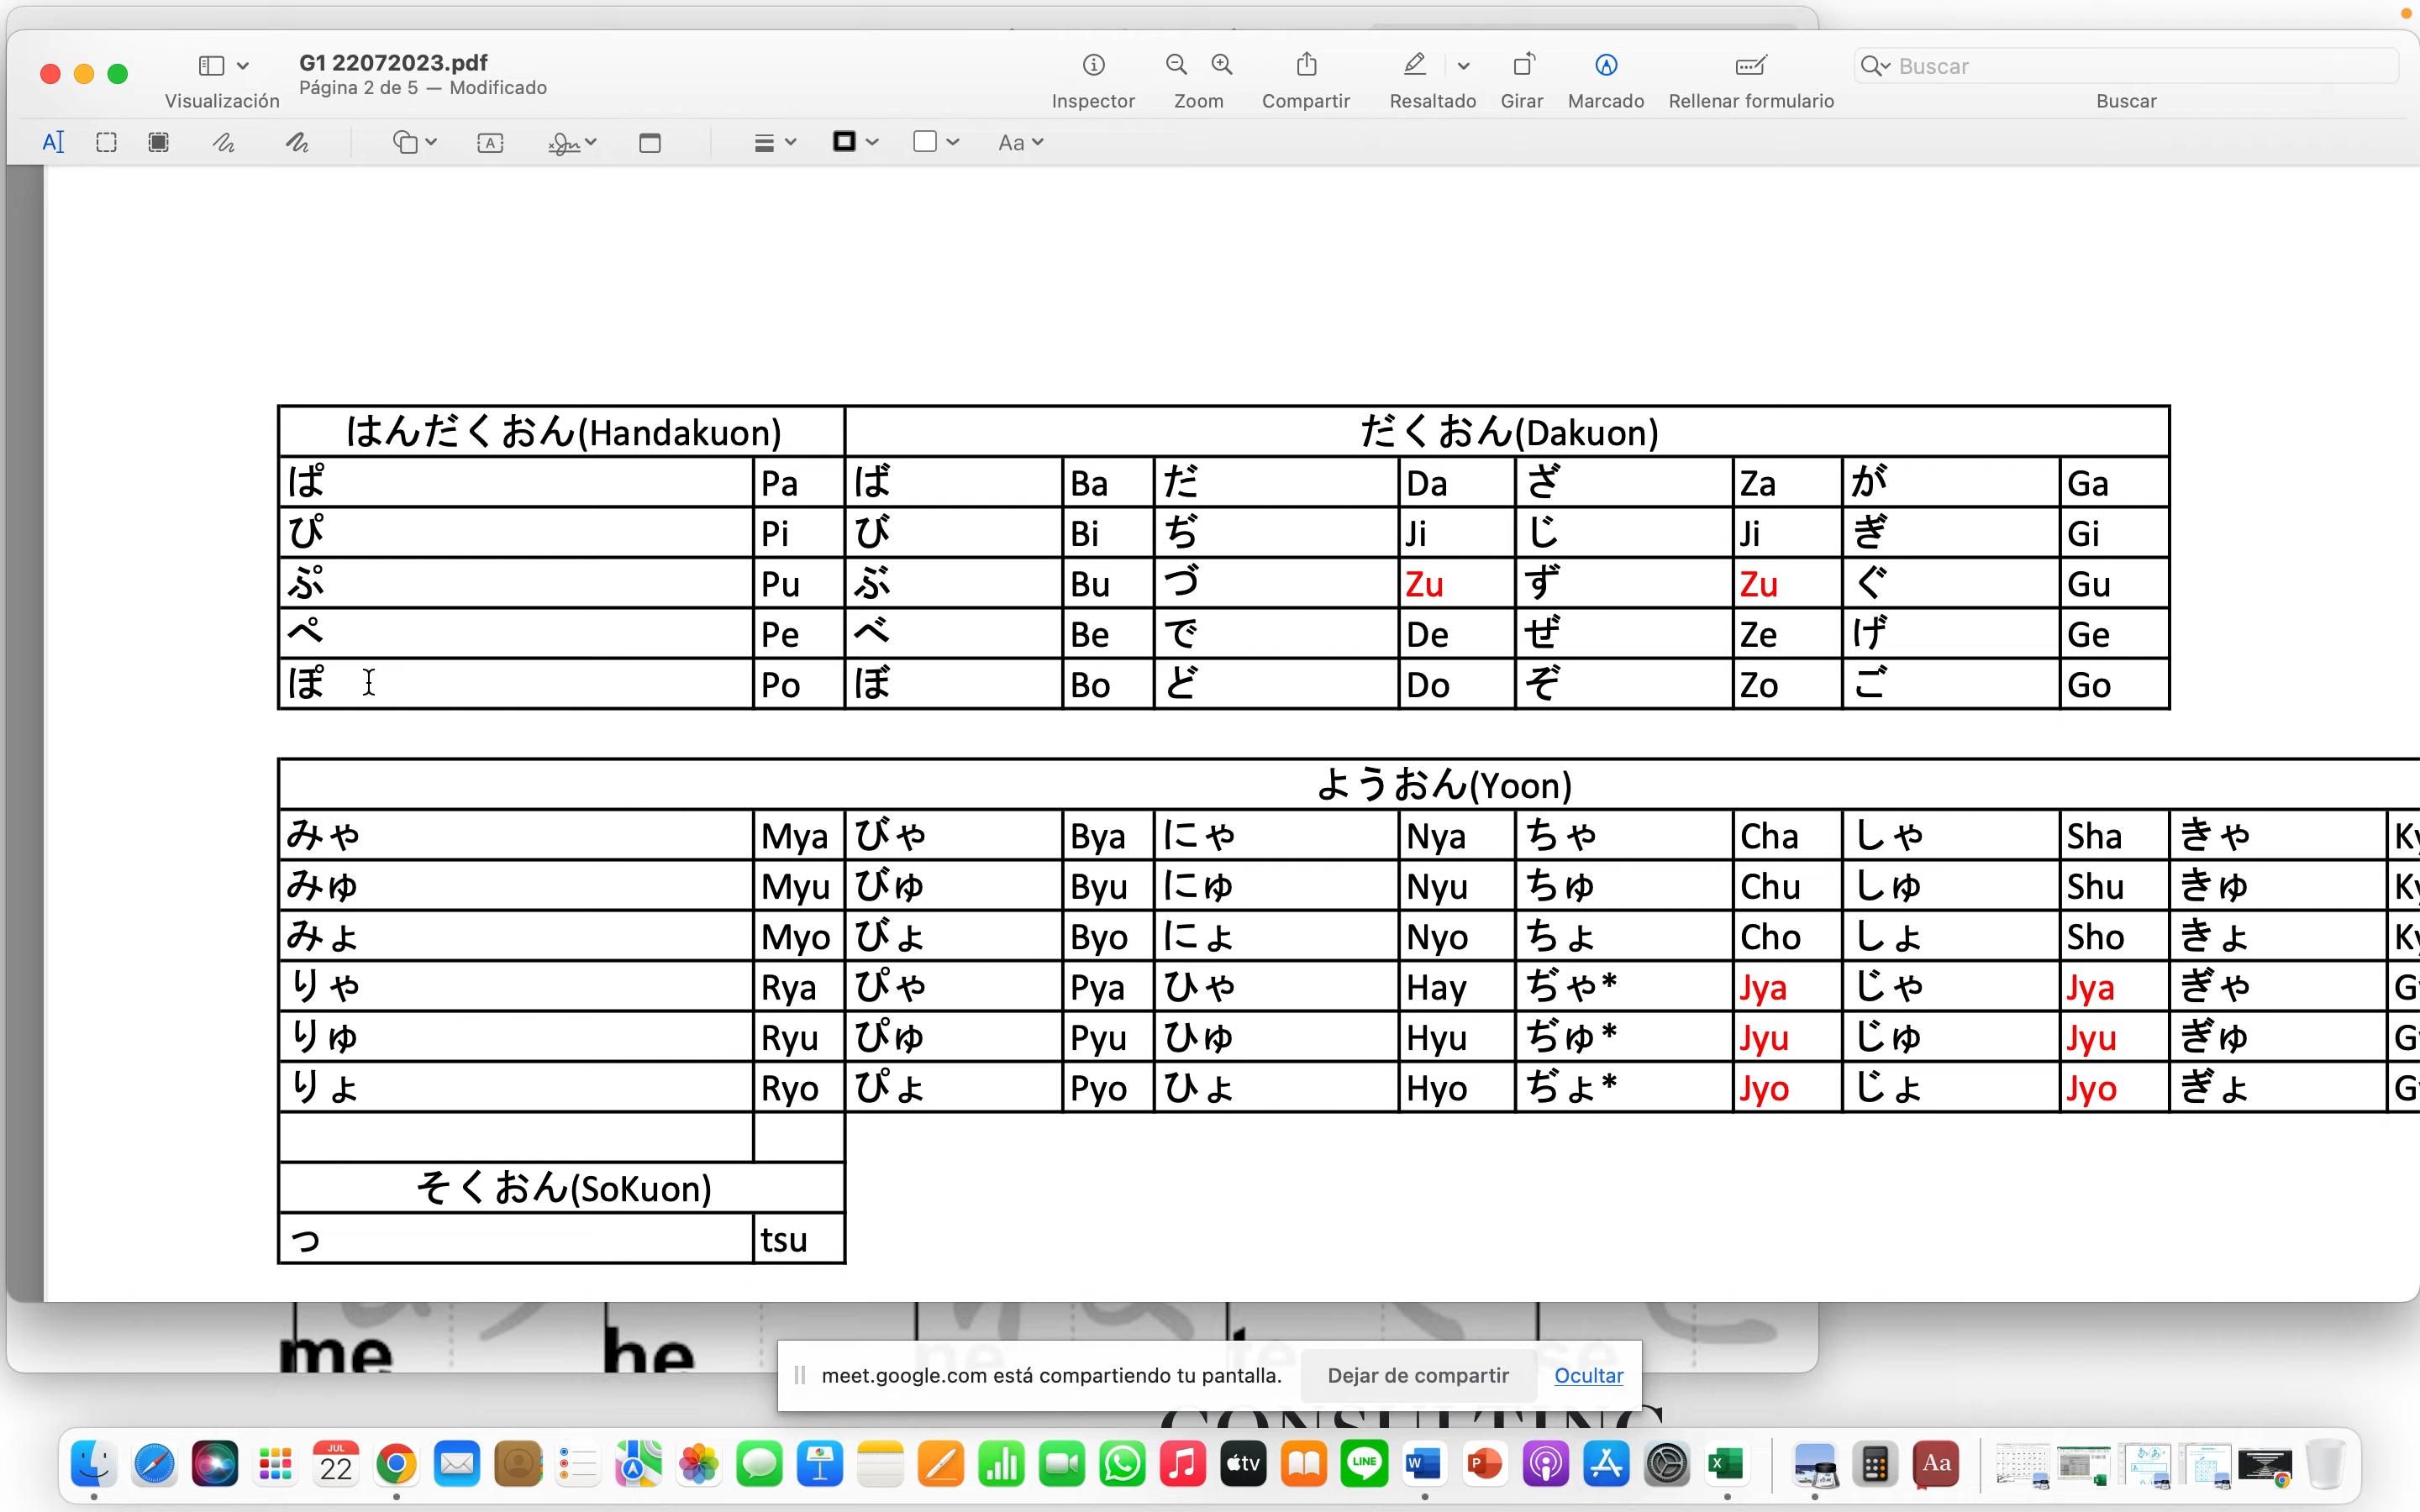 G1 22072023.pdf
Página 2 de 5 — Modificado
Visualización
Inspector
Zoom
Compartir
Resaltado
Girar
Marcado
Rellenar formulario
Buscar
Buscar
Aa
はんだくおん(Handakuon) だくおん(Dakuon)
ぱ Pa ば Ba だ Da ざ Za が Ga
ぴ Pi び Bi ぢ Ji じ Ji ぎ Gi
ぷ Pu ぶ Bu づ Zu ず Zu ぐ Gu
ぺ Pe べ Be で De ぜ Ze げ Ge
ぽ Po ぼ Bo ど Do ぞ Zo ご Go
ようおん(Yoon)
みゃ Mya びゃ Bya にゃ Nya ちゃ Cha しゃ Sha きゃ Ky
みゅ Myu びゅ Byu にゅ Nyu ちゅ Chu しゅ Shu きゅ Ky
みょ Myo びょ Byo にょ Nyo ちょ Cho しょ Sho きょ Ky
りゃ Rya ぴゃ Pya ひゃ Hay ぢゃ* Jya じゃ Jya ぎゃ G
りゅ Ryu ぴゅ Pyu ひゅ Hyu ぢゅ* Jyu じゅ Jyu ぎゅ G
りょ Ryo ぴょ Pyo ひょ Hyo ぢょ* Jyo じょ Jyo ぎょ G
そくおん(SoKuon)
っ tsu
me he
meet.google.com está compartiendo tu pantalla. Dejar de compartir Ocultar
CONSULTING
JUL
22
tv
LINE
W
P
X
Aa